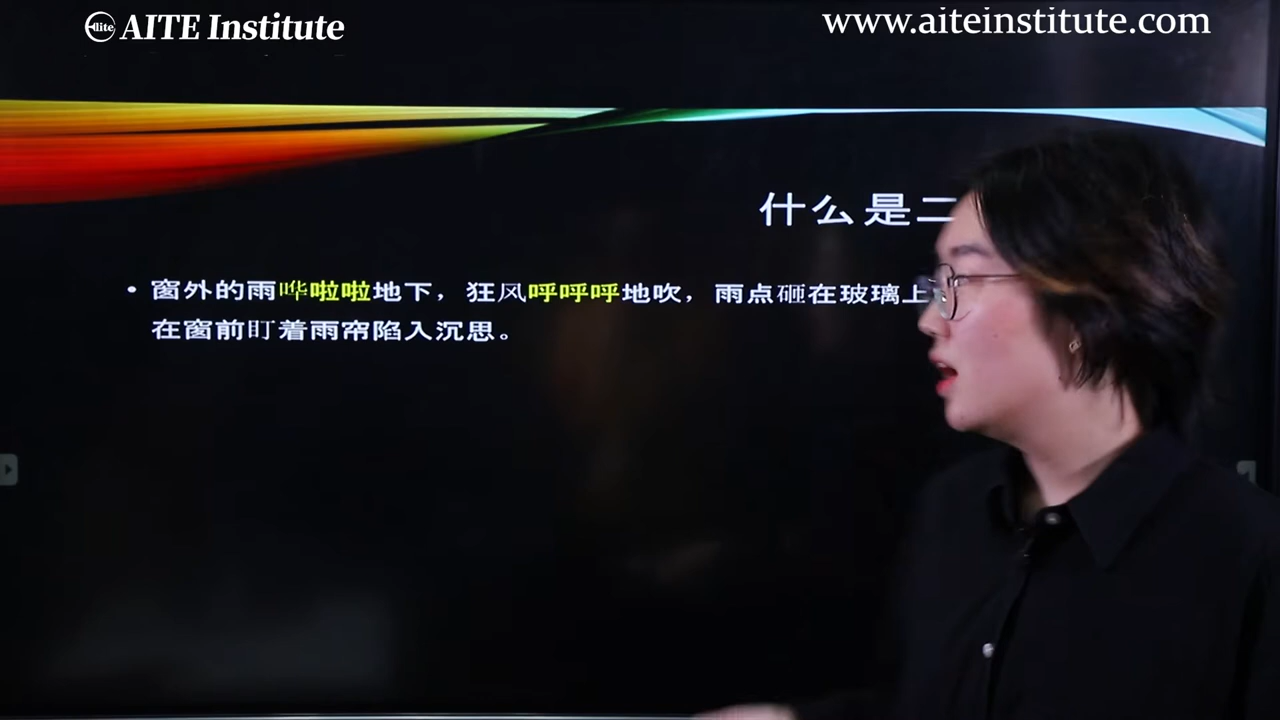 Elite AITE Institute
www.aiteinstitute.com
什么是二
• 窗外的雨哗啦啦地下，狂风呼呼呼地吹，雨点砸在玻璃上
在窗前盯着雨帘陷入沉思。